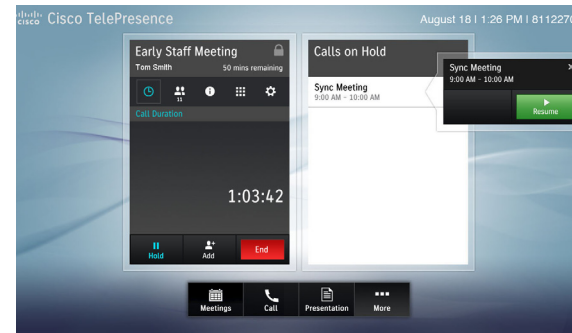 cisco Cisco TelePresence
August 18 | 1:26 PM | 8112270
Early Staff Meeting
Tom Smith 50 mins remaining
11
Call Duration
1:03:42
Hold Add End
Calls on Hold
Sync Meeting
9:00 AM - 10:00 AM
Sync Meeting
9:00 AM - 10:00 AM
Resume
Meetings Call Presentation More